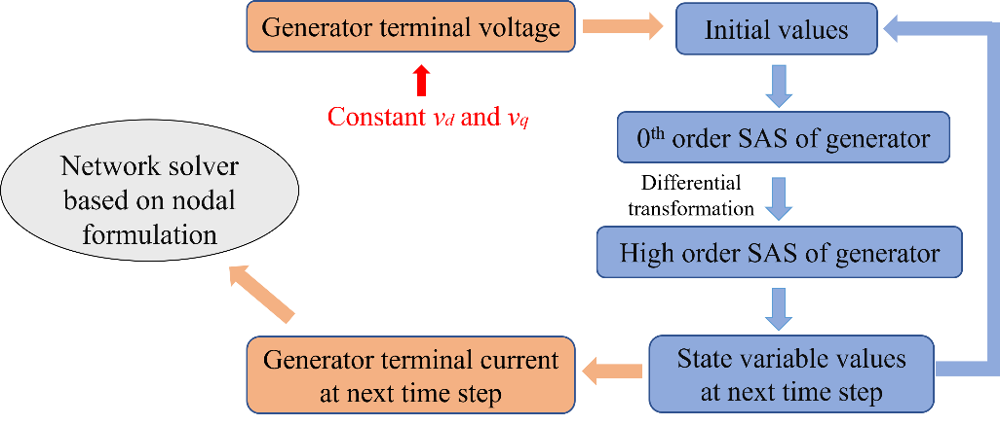 Generator terminal voltage
Initial values
Constant vd and vq
0th order SAS of generator
Network solver
based on nodal
formulation
Differential
transformation
High order SAS of generator
Generator terminal current
at next time step
State variable values
at next time step